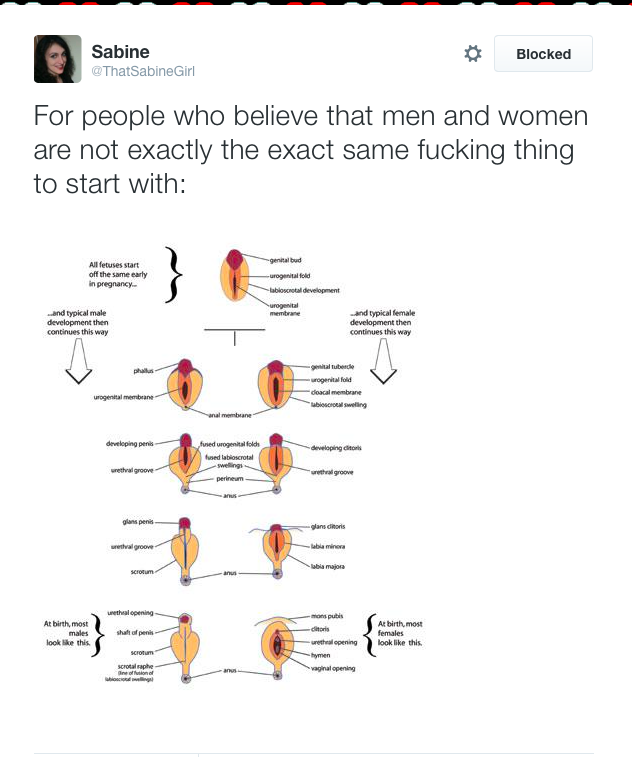 Sabine
@ThatSabineGirl
Blocked
For people who believe that men and women
are not exactly the exact same fucking thing
to start with:
All fetuses start
off the same early
in pregnancy...
genital bud
urogenital fold
labioscrotal development
urogenital
membrane
...and typical male
development then
continues this way
...and typical female
development then
continues this way
phallus
urogenital membrane
anal membrane
genital tubercle
urogenital fold
cloacal membrane
labioscrotal swelling
developing penis
urethral groove
fused urogenital folds
fused labioscrotal
swellings
perineum
anus
developing clitoris
urethral groove
glans penis
urethral groove
scrotum
anus
glans clitoris
labia minora
labia majora
At birth, most
males
look like this.
urethral opening
shaft of penis
scrotum
scrotal raphe
(line of fusion of
labioscrotal swellings)
anus
mons pubis
clitoris
urethral opening
hymen
vaginal opening
At birth, most
females
look like this.